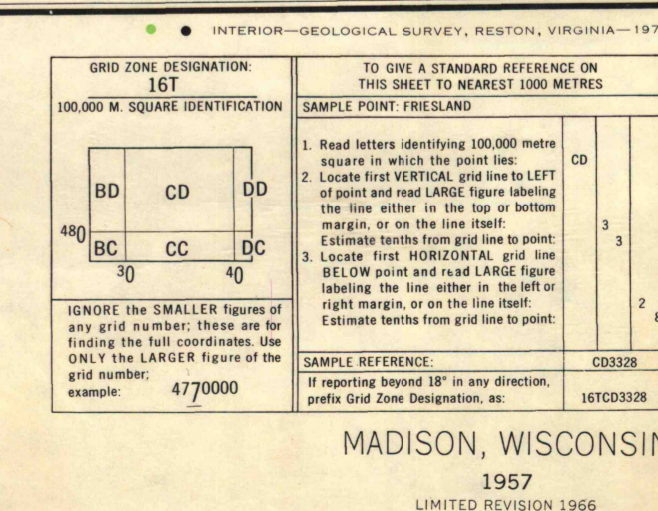 INTERIOR—GEOLOGICAL SURVEY, RESTON, VIRGINIA—197
GRID ZONE DESIGNATION:
16T
100,000 M. SQUARE IDENTIFICATION
BD CD DD
480
BC CC DC
30 40
IGNORE the SMALLER figures of
any grid number; these are for
finding the full coordinates. Use
ONLY the LARGER figure of the
grid number;
example: 4770000
TO GIVE A STANDARD REFERENCE ON
THIS SHEET TO NEAREST 1000 METRES
SAMPLE POINT: FRIESLAND
1. Read letters identifying 100,000 metre
square in which the point lies: CD
2. Locate first VERTICAL grid line to LEFT
of point and read LARGE figure labeling
the line either in the top or bottom
margin, or on the line itself: 3
Estimate tenths from grid line to point: 3
3. Locate first HORIZONTAL grid line
BELOW point and read LARGE figure
labeling the line either in the left or
right margin, or on the line itself: 2
Estimate tenths from grid line to point: 8
SAMPLE REFERENCE: CD3328
If reporting beyond 18° in any direction,
prefix Grid Zone Designation, as: 16TCD3328
MADISON, WISCONSIN
1957
LIMITED REVISION 1966